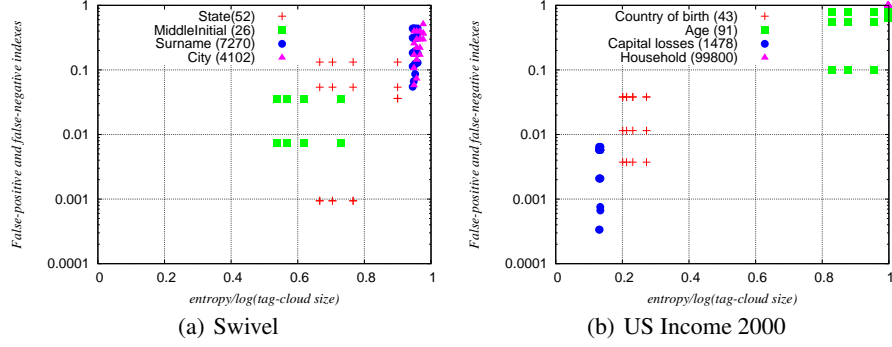 False-positive and false-negative indexes
1
0.1
0.01
0.001
0.0001
State(52)
MiddleInitial (26)
Surname (7270)
City (4102)
0 0.2 0.4 0.6 0.8 1
entropy/log(tag-cloud size)
(a) Swivel
False-positive and false-negative indexes
1
0.1
0.01
0.001
0.0001
Country of birth (43)
Age (91)
Capital losses (1478)
Household (99800)
0 0.2 0.4 0.6 0.8 1
entropy/log(tag-cloud size)
(b) US Income 2000